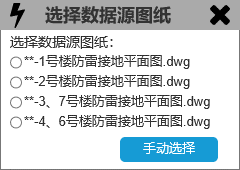 选择数据源图纸
选择数据源图纸：
**-1号楼防雷接地平面图.dwg
**-2号楼防雷接地平面图.dwg
**-3、7号楼防雷接地平面图.dwg
**-4、6号楼防雷接地平面图.dwg
手动选择